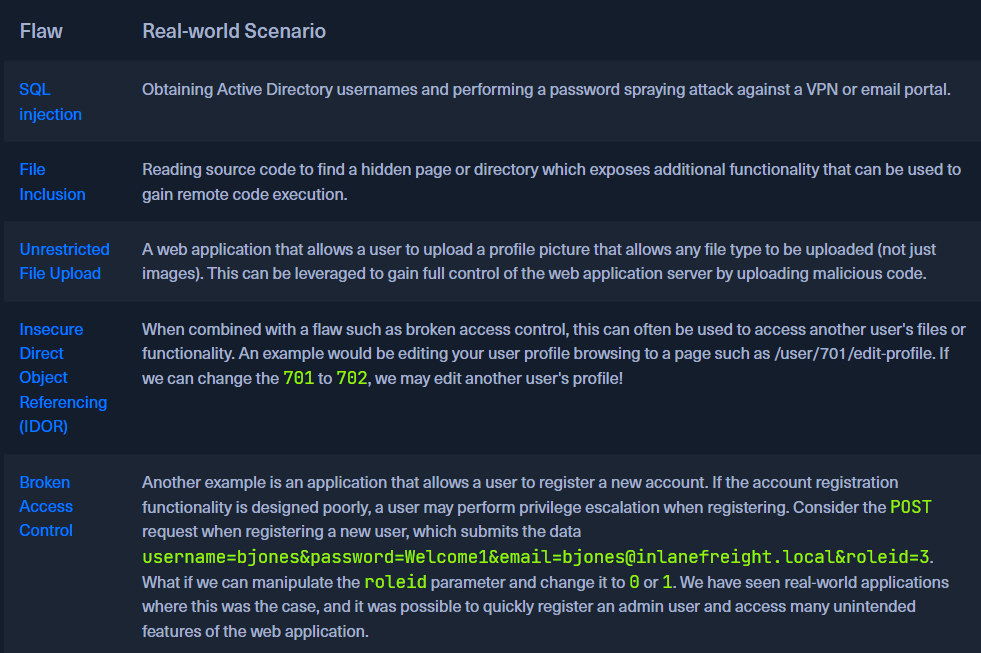 Flaw Real-world Scenario
SQL
injection
Obtaining Active Directory usernames and performing a password spraying attack against a VPN or email portal.
File
Inclusion
Reading source code to find a hidden page or directory which exposes additional functionality that can be used to
gain remote code execution.
Unrestricted
File Upload
A web application that allows a user to upload a profile picture that allows any file type to be uploaded (not just
images). This can be leveraged to gain full control of the web application server by uploading malicious code.
Insecure
Direct
Object
Referencing
(IDOR)
When combined with a flaw such as broken access control, this can often be used to access another user's files or
functionality. An example would be editing your user profile browsing to a page such as /user/701/edit-profile. If
we can change the 701 to 702, we may edit another user's profile!
Broken
Access
Control
Another example is an application that allows a user to register a new account. If the account registration
functionality is designed poorly, a user may perform privilege escalation when registering. Consider the POST
request when registering a new user, which submits the data
username=bjones&password=Welcome1&email=bjones@inlanefreight.local&roleid=3.
What if we can manipulate the roleid parameter and change it to 0 or 1. We have seen real-world applications
where this was the case, and it was possible to quickly register an admin user and access many unintended
features of the web application.